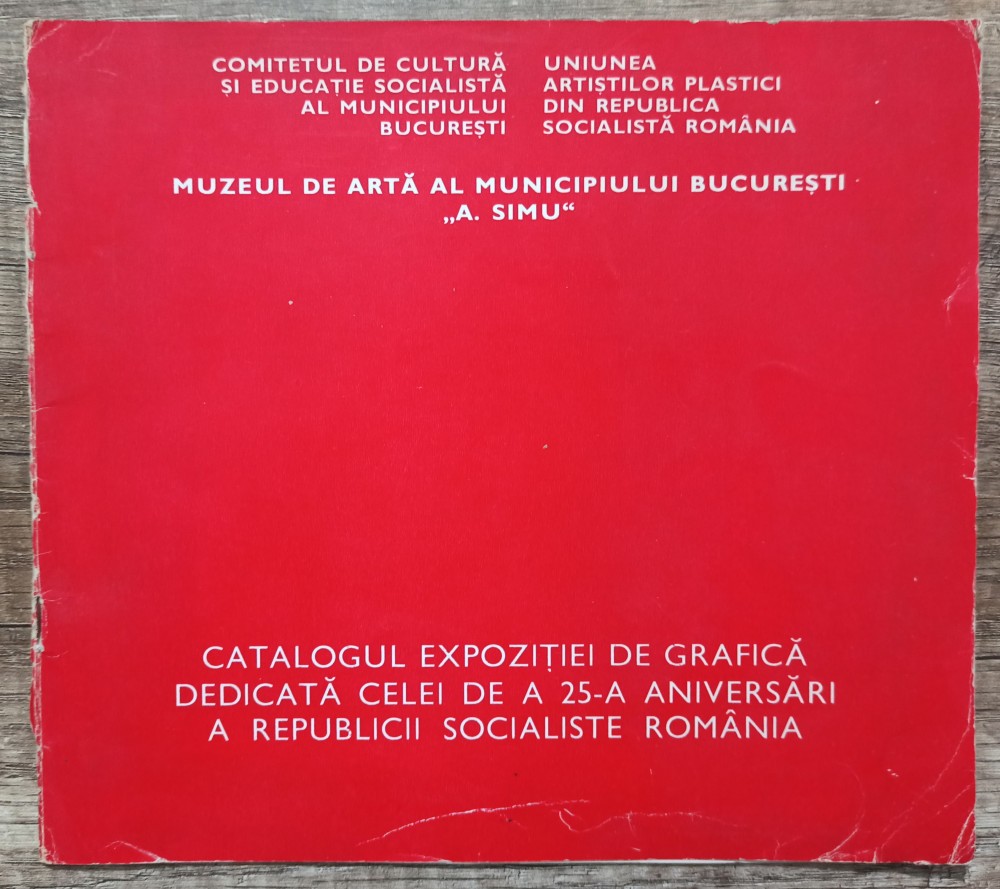 COMITETUL DE CULTURĂ
ȘI EDUCAȚIE SOCIALISTĂ
AL MUNICIPIULUI
BUCUREȘTI
UNIUNEA
ARTIȘTILOR PLASTICI
DIN REPUBLICA
SOCIALISTĂ ROMÂNIA
MUZEUL DE ARTĂ AL MUNICIPIULUI BUCUREȘTI
„A. SIMU“
CATALOGUL EXPOZIȚIEI DE GRAFICĂ
DEDICATĂ CELEI DE A 25-A ANIVERSĂRI
A REPUBLICII SOCIALISTE ROMÂNIA